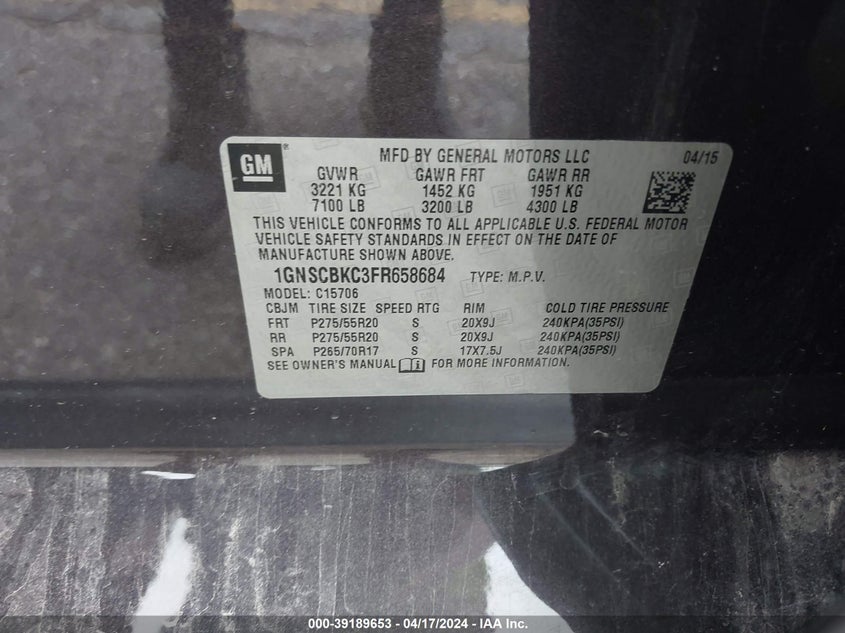 GM ®
MFD BY GENERAL MOTORS LLC 04/15
GVWR GAWR FRT GAWR RR
3221 KG 1452 KG 1951 KG
7100 LB 3200 LB 4300 LB
THIS VEHICLE CONFORMS TO ALL APPLICABLE U.S. FEDERAL MOTOR
VEHICLE SAFETY STANDARDS IN EFFECT ON THE DATE OF
MANUFACTURE SHOWN ABOVE.
1GNSCBKC3FR658684 TYPE: M.P.V.
MODEL: C15706
CBJM TIRE SIZE SPEED RTG RIM COLD TIRE PRESSURE
FRT P275/55R20 S 20X9J 240KPA(35PSI)
RR P275/55R20 S 20X9J 240KPA(35PSI)
SPA P265/70R17 S 17X7.5J 240KPA(35PSI)
SEE OWNER'S MANUAL FOR MORE INFORMATION.
000-39189653 - 04/17/2024 - IAA Inc.